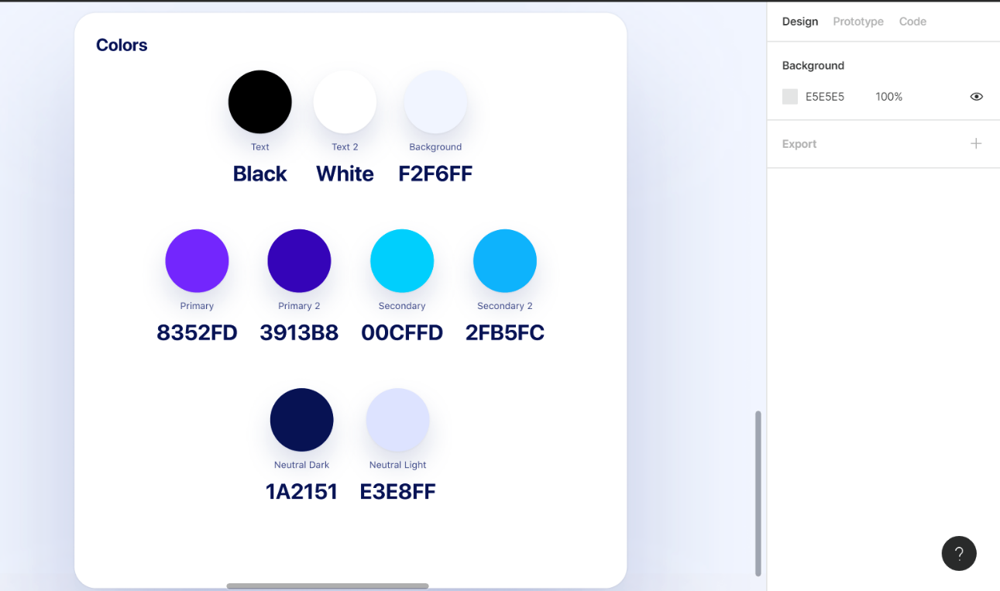 Colors
Text
Text 2
Background
Black
White
F2F6FF
Primary
Primary 2
Secondary
Secondary 2
8352FD
3913B8
00CFFD
2FB5FC
Neutral Dark
Neutral Light
1A2151
E3E8FF
Design
Prototype
Code
Background
E5E5E5
100%
Export
?